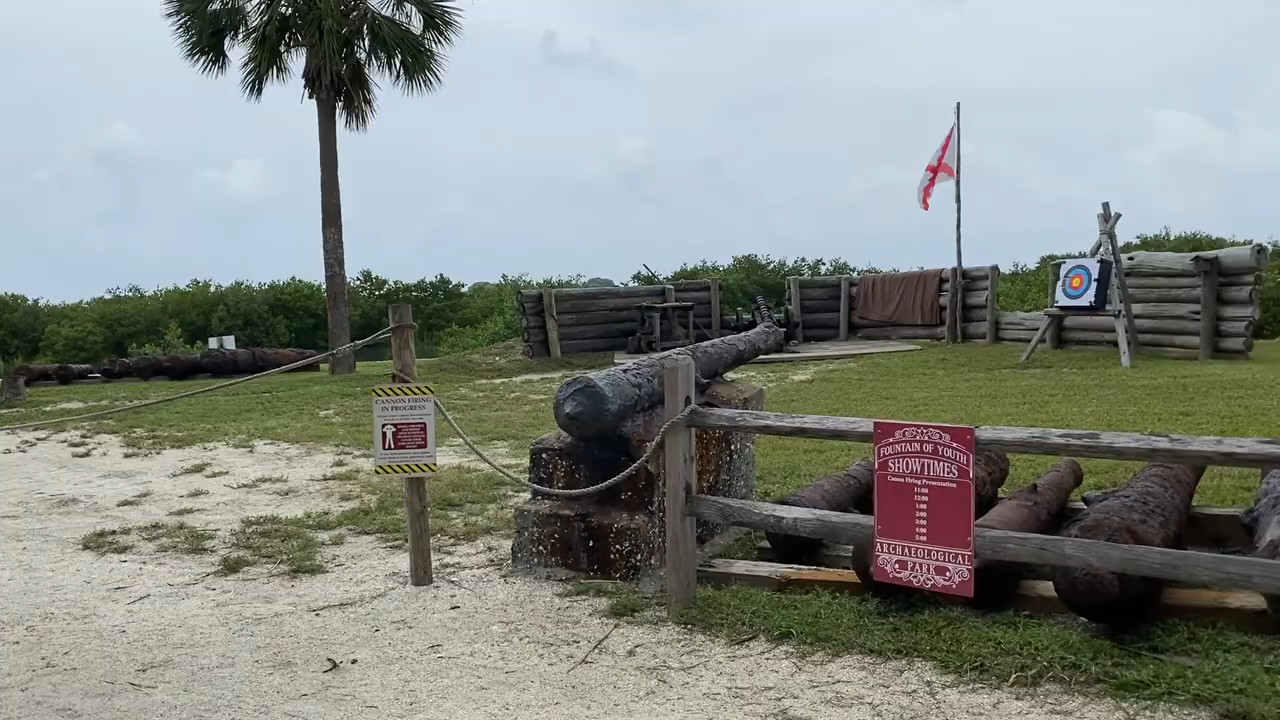 CANNON FIRING
IN PROGRESS
FOUNTAIN OF YOUTH
SHOWTIMES
Cannon Firing Presentation
11:00
12:00
1:00
2:00
3:00
4:00
5:00
ARCHAEOLOGICAL
PARK